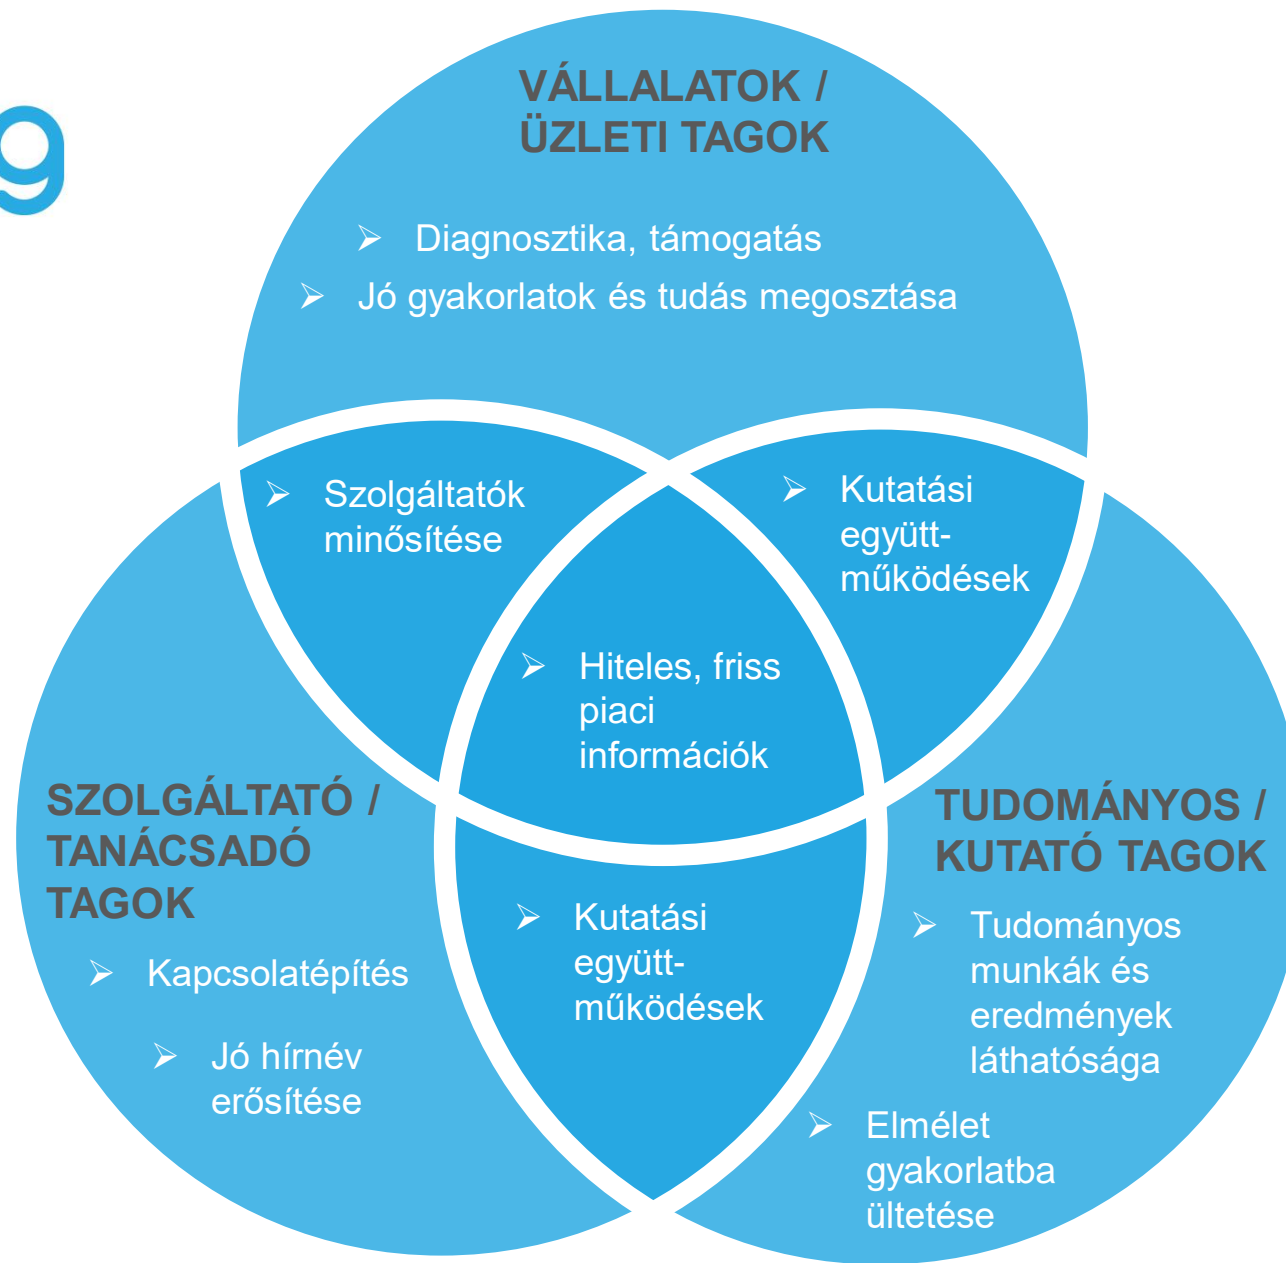 g
VÁLLALATOK /
ÜZLETI TAGOK
➢ Diagnosztika, támogatás
➢ Jó gyakorlatok és tudás megosztása
➢ Szolgáltatók
minősítése
➢ Kutatási
együtt-
működések
➢ Hiteles, friss
piaci
információk
SZOLGÁLTATÓ /
TANÁCSADÓ
TAGOK
➢ Kapcsolatépítés
➢ Jó hírnév
erősítése
➢ Kutatási
együtt-
működések
TUDOMÁNYOS /
KUTATÓ TAGOK
➢ Tudományos
munkák és
eredmények
láthatósága
➢ Elmélet
gyakorlatba
ültetése